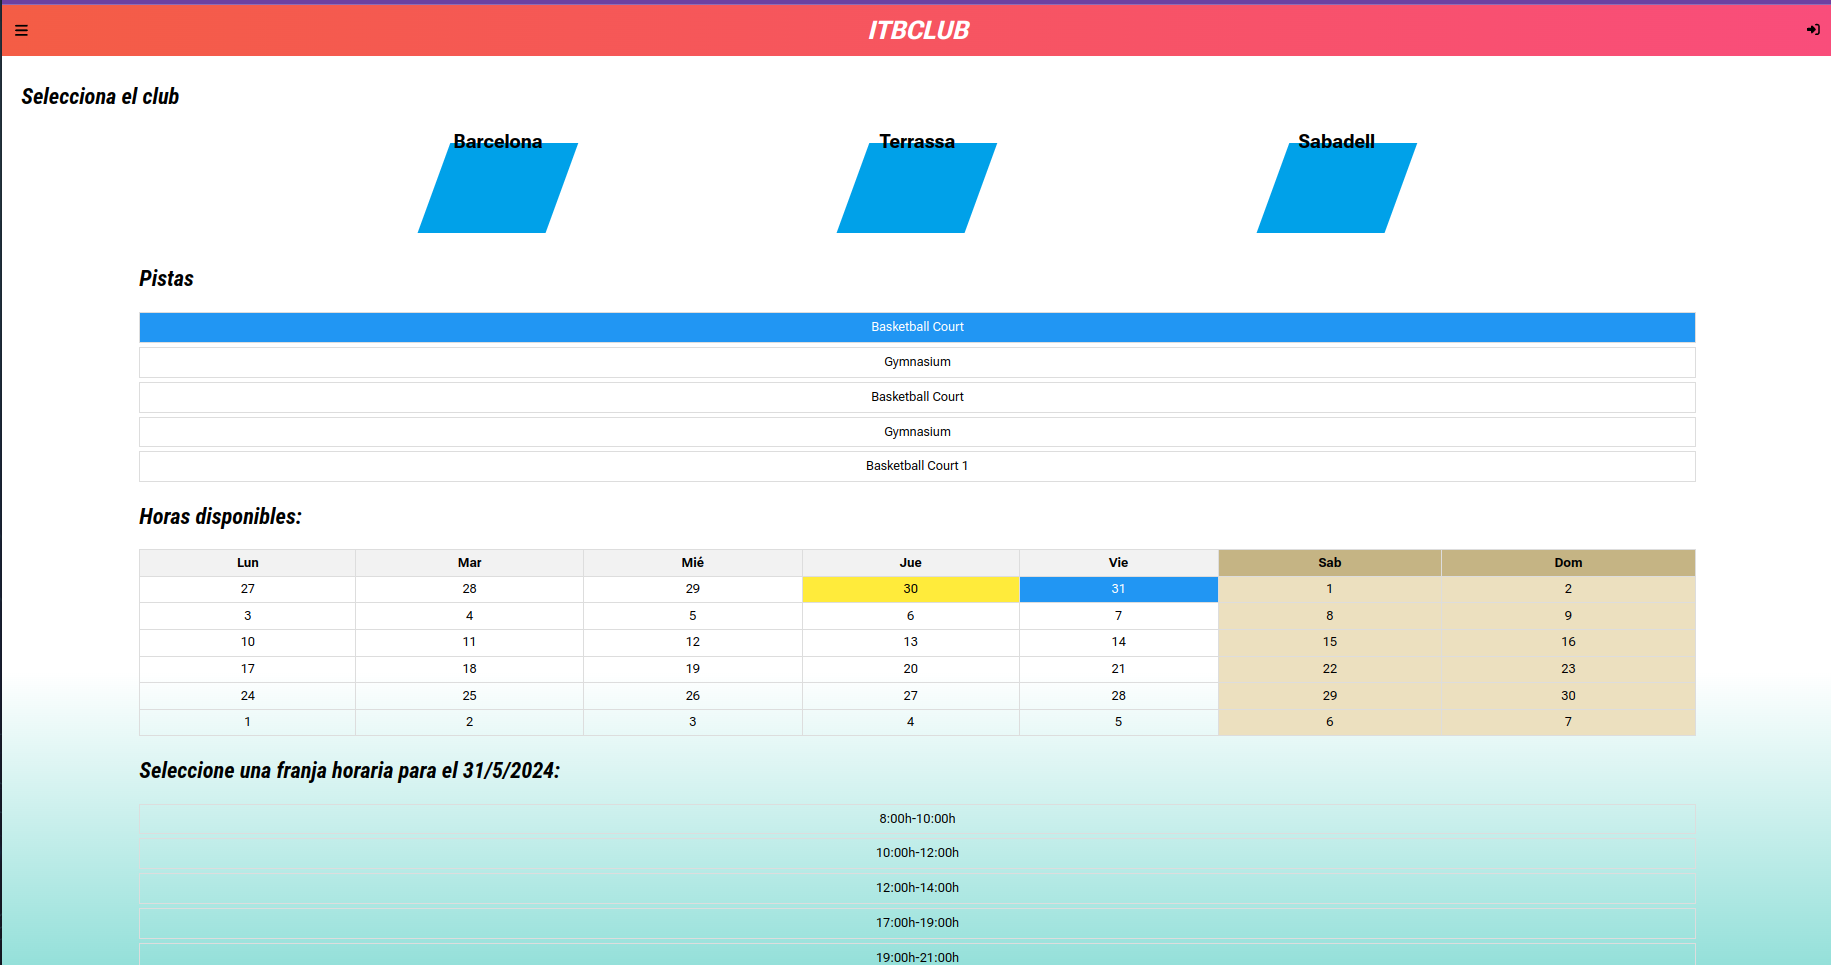 ITBCLUB
Selecciona el club
Barcelona Terrassa Sabadell
Pistas
Basketball Court
Gymnasium
Basketball Court
Gymnasium
Basketball Court 1
Horas disponibles:
Lun Mar Mié Jue Vie Sab Dom
27 28 29 30 31 1 2
3 4 5 6 7 8 9
10 11 12 13 14 15 16
17 18 19 20 21 22 23
24 25 26 27 28 29 30
1 2 3 4 5 6 7
Seleccione una franja horaria para el 31/5/2024:
8:00h-10:00h
10:00h-12:00h
12:00h-14:00h
17:00h-19:00h
19:00h-21:00h